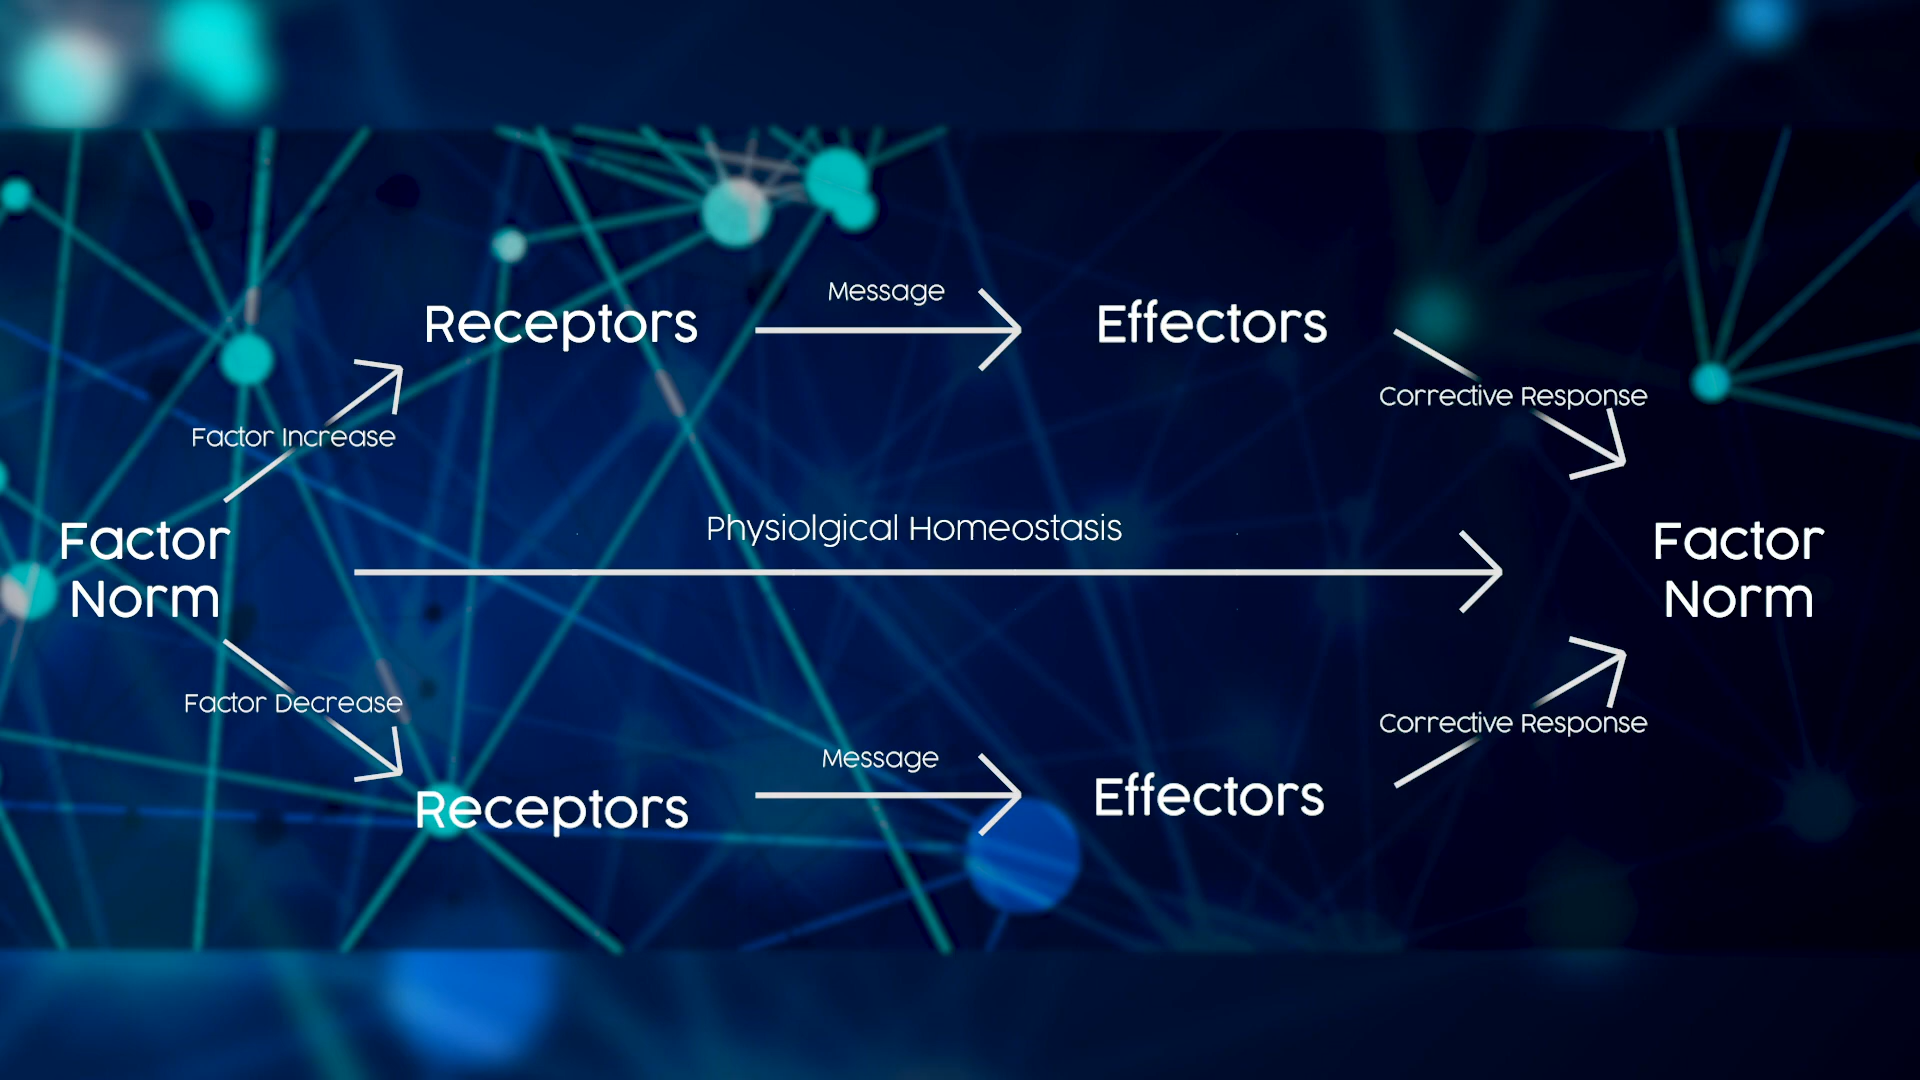 Receptors
Message
Effectors
Factor Increase
Corrective Response
Factor
Norm
Physiolgical Homeostasis
Factor
Norm
Factor Decrease
Corrective Response
Receptors
Message
Effectors